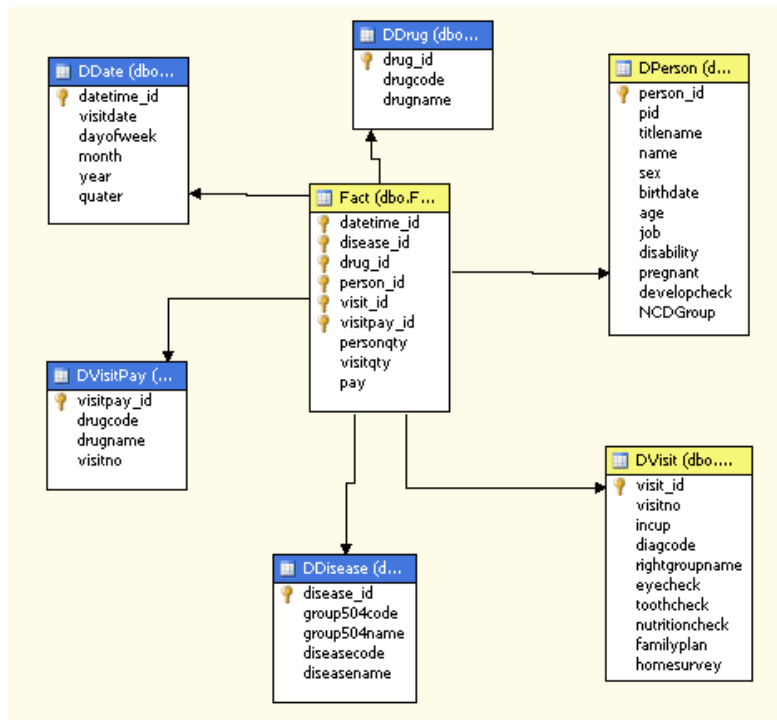 DDrug (dbo...
drug_id
drugcode
drugname
DDate (dbo...
datetime_id
visitdate
dayofweek
month
year
quater
DPerson (d...
person_id
pid
titlename
name
sex
birthdate
age
job
disability
pregnant
developcheck
NCDGroup
Fact (dbo.F...
datetime_id
disease_id
drug_id
person_id
visit_id
visitpay_id
personqty
visitqty
pay
DVisitPay (...
visitpay_id
drugcode
drugname
visitno
DVisit (dbo....
visit_id
visitno
incup
diagcode
rightgroupname
eyecheck
toothcheck
nutritioncheck
familyplan
homesurvey
DDisease (d...
disease_id
group504code
group504name
diseasecode
diseasename